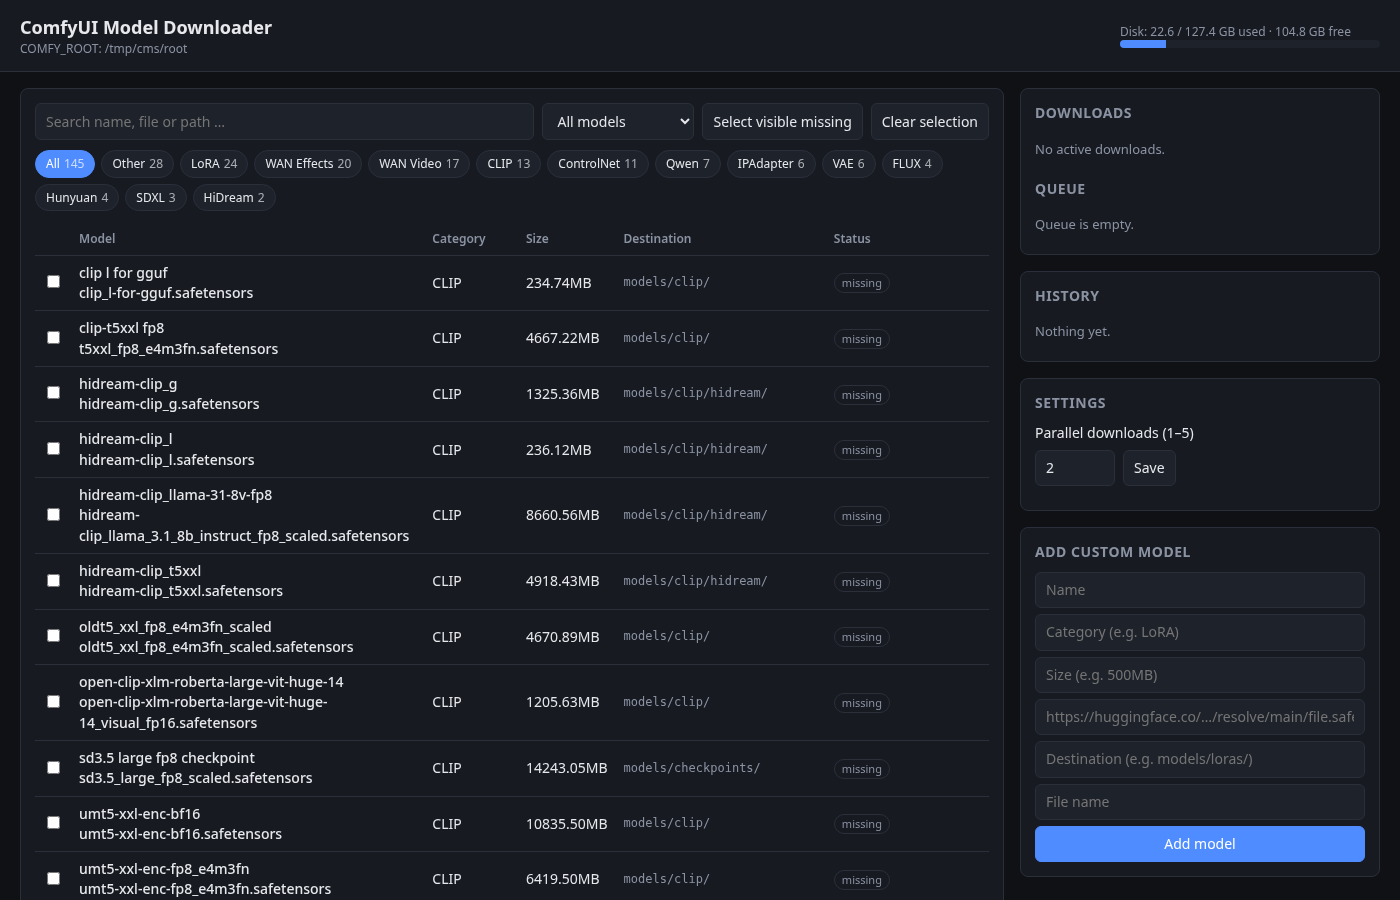 ComfyUI Model Downloader
COMFY_ROOT: /tmp/cms/root
Disk: 22.6 / 127.4 GB used · 104.8 GB free
Search name, file or path …
All models
Select visible missing
Clear selection
All 145
Other 28
LoRA 24
WAN Effects 20
WAN Video 17
CLIP 13
ControlNet 11
Qwen 7
IPAdapter 6
VAE 6
FLUX 4
Hunyuan 4
SDXL 3
HiDream 2
Model Category Size Destination Status
clip l for gguf
clip_l-for-gguf.safetensors
CLIP 234.74MB models/clip/ missing
clip-t5xxl fp8
t5xxl_fp8_e4m3fn.safetensors
CLIP 4667.22MB models/clip/ missing
hidream-clip_g
hidream-clip_g.safetensors
CLIP 1325.36MB models/clip/hidream/ missing
hidream-clip_l
hidream-clip_l.safetensors
CLIP 236.12MB models/clip/hidream/ missing
hidream-clip_llama-31-8v-fp8
hidream-
clip_llama_3.1_8b_instruct_fp8_scaled.safetensors
CLIP 8660.56MB models/clip/hidream/ missing
hidream-clip_t5xxl
hidream-clip_t5xxl.safetensors
CLIP 4918.43MB models/clip/hidream/ missing
oldt5_xxl_fp8_e4m3fn_scaled
oldt5_xxl_fp8_e4m3fn_scaled.safetensors
CLIP 4670.89MB models/clip/ missing
open-clip-xlm-roberta-large-vit-huge-14
open-clip-xlm-roberta-large-vit-huge-
14_visual_fp16.safetensors
CLIP 1205.63MB models/clip/ missing
sd3.5 large fp8 checkpoint
sd3.5_large_fp8_scaled.safetensors
CLIP 14243.05MB models/checkpoints/ missing
umt5-xxl-enc-bf16
umt5-xxl-enc-bf16.safetensors
CLIP 10835.50MB models/clip/ missing
umt5-xxl-enc-fp8_e4m3fn
umt5-xxl-enc-fp8_e4m3fn.safetensors
CLIP 6419.50MB models/clip/ missing
DOWNLOADS
No active downloads.
QUEUE
Queue is empty.
HISTORY
Nothing yet.
SETTINGS
Parallel downloads (1–5)
2
Save
ADD CUSTOM MODEL
Name
Category (e.g. LoRA)
Size (e.g. 500MB)
https://huggingface.co/.../resolve/main/file.safe
Destination (e.g. models/loras/)
File name
Add model